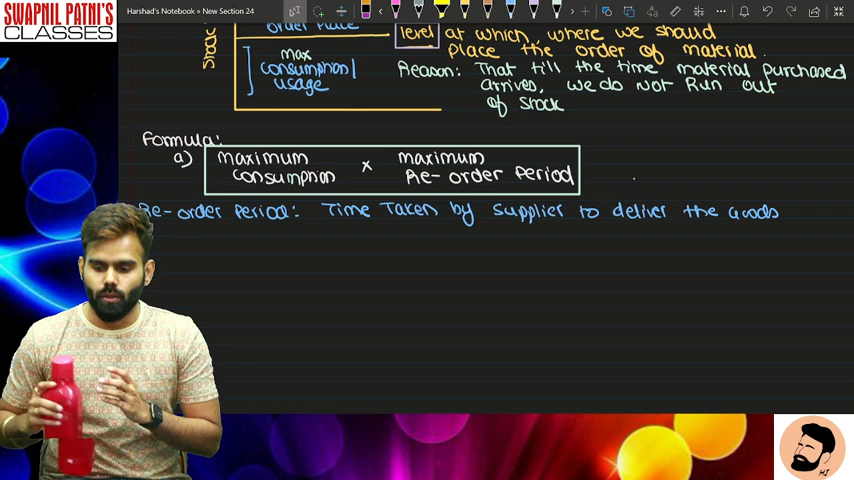 SWAPNIL PATNI'S
CLASSES
Harshad's Notebook » New Section 24
order Place
Stock
max
consumption/
usage
level at which, where we should
place the order of material.
Reason: That till the time material purchased
arrives, we do not Run out
of stock
Formula:
a) maximum consumption x maximum Re-order Period
Re-order Period: Time Taken by supplier to deliver the Goods